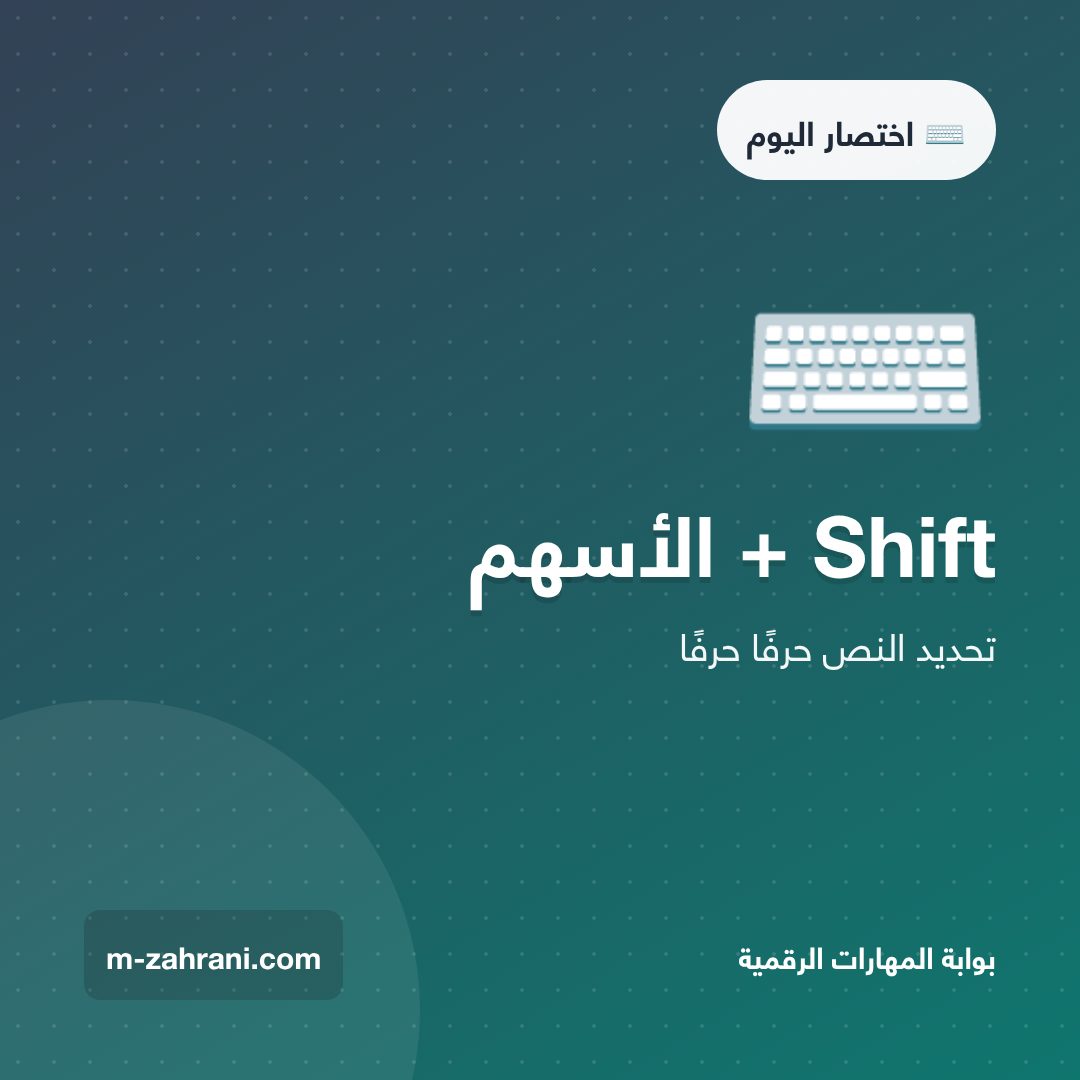 ⌨️ اختصار اليوم
Shift + الأسهم
تحديد النص حرفًا حرفًا
بوابة المهارات الرقمية
m-zahrani.com